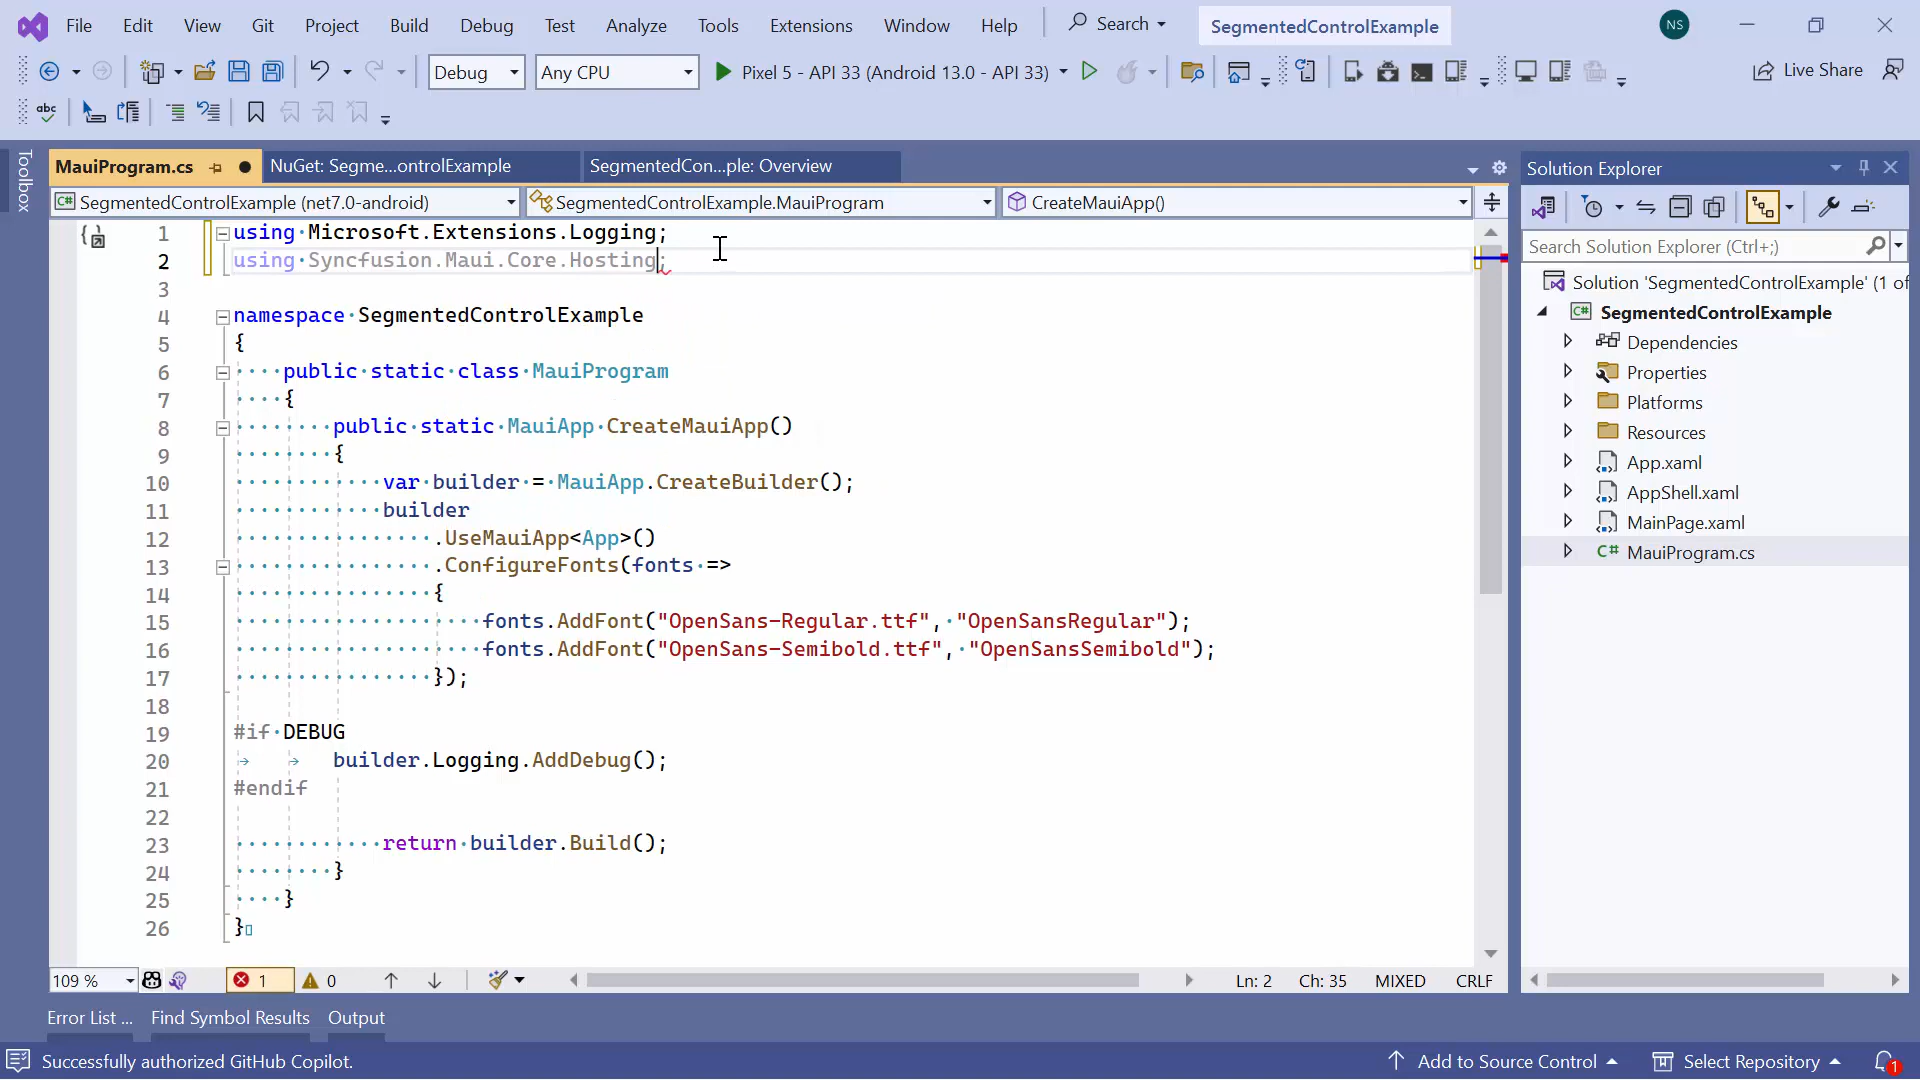 File Edit View Git Project Build Debug Test Analyze Tools Extensions Window Help Search SegmentedControlExample NS
Debug Any CPU Pixel 5 - API 33 (Android 13.0 - API 33) Live Share
abc
Toolbox
MauiProgram.cs NuGet: Segme...ontrolExample SegmentedCon...ple: Overview
SegmentedControlExample (net7.0-android) SegmentedControlExample.MauiProgram CreateMauiApp()
1 using Microsoft.Extensions.Logging;
2 using Syncfusion.Maui.Core.Hosting;
3
4 namespace SegmentedControlExample
5 {
6 public static class MauiProgram
7 {
8 public static MauiApp CreateMauiApp()
9 {
10 var builder = MauiApp.CreateBuilder();
11 builder
12 .UseMauiApp<App>()
13 .ConfigureFonts(fonts =>
14 {
15 fonts.AddFont("OpenSans-Regular.ttf", "OpenSansRegular");
16 fonts.AddFont("OpenSans-Semibold.ttf", "OpenSansSemibold");
17 });
18
19 #if DEBUG
20 builder.Logging.AddDebug();
21 #endif
22
23 return builder.Build();
24 }
25 }
26 }
109 % 1 0 Ln: 2 Ch: 35 MIXED CRLF
Solution Explorer
Search Solution Explorer (Ctrl+;)
Solution 'SegmentedControlExample' (1 of
SegmentedControlExample
Dependencies
Properties
Platforms
Resources
App.xaml
AppShell.xaml
MainPage.xaml
C# MauiProgram.cs
Error List ... Find Symbol Results Output
Successfully authorized GitHub Copilot. Add to Source Control Select Repository 1